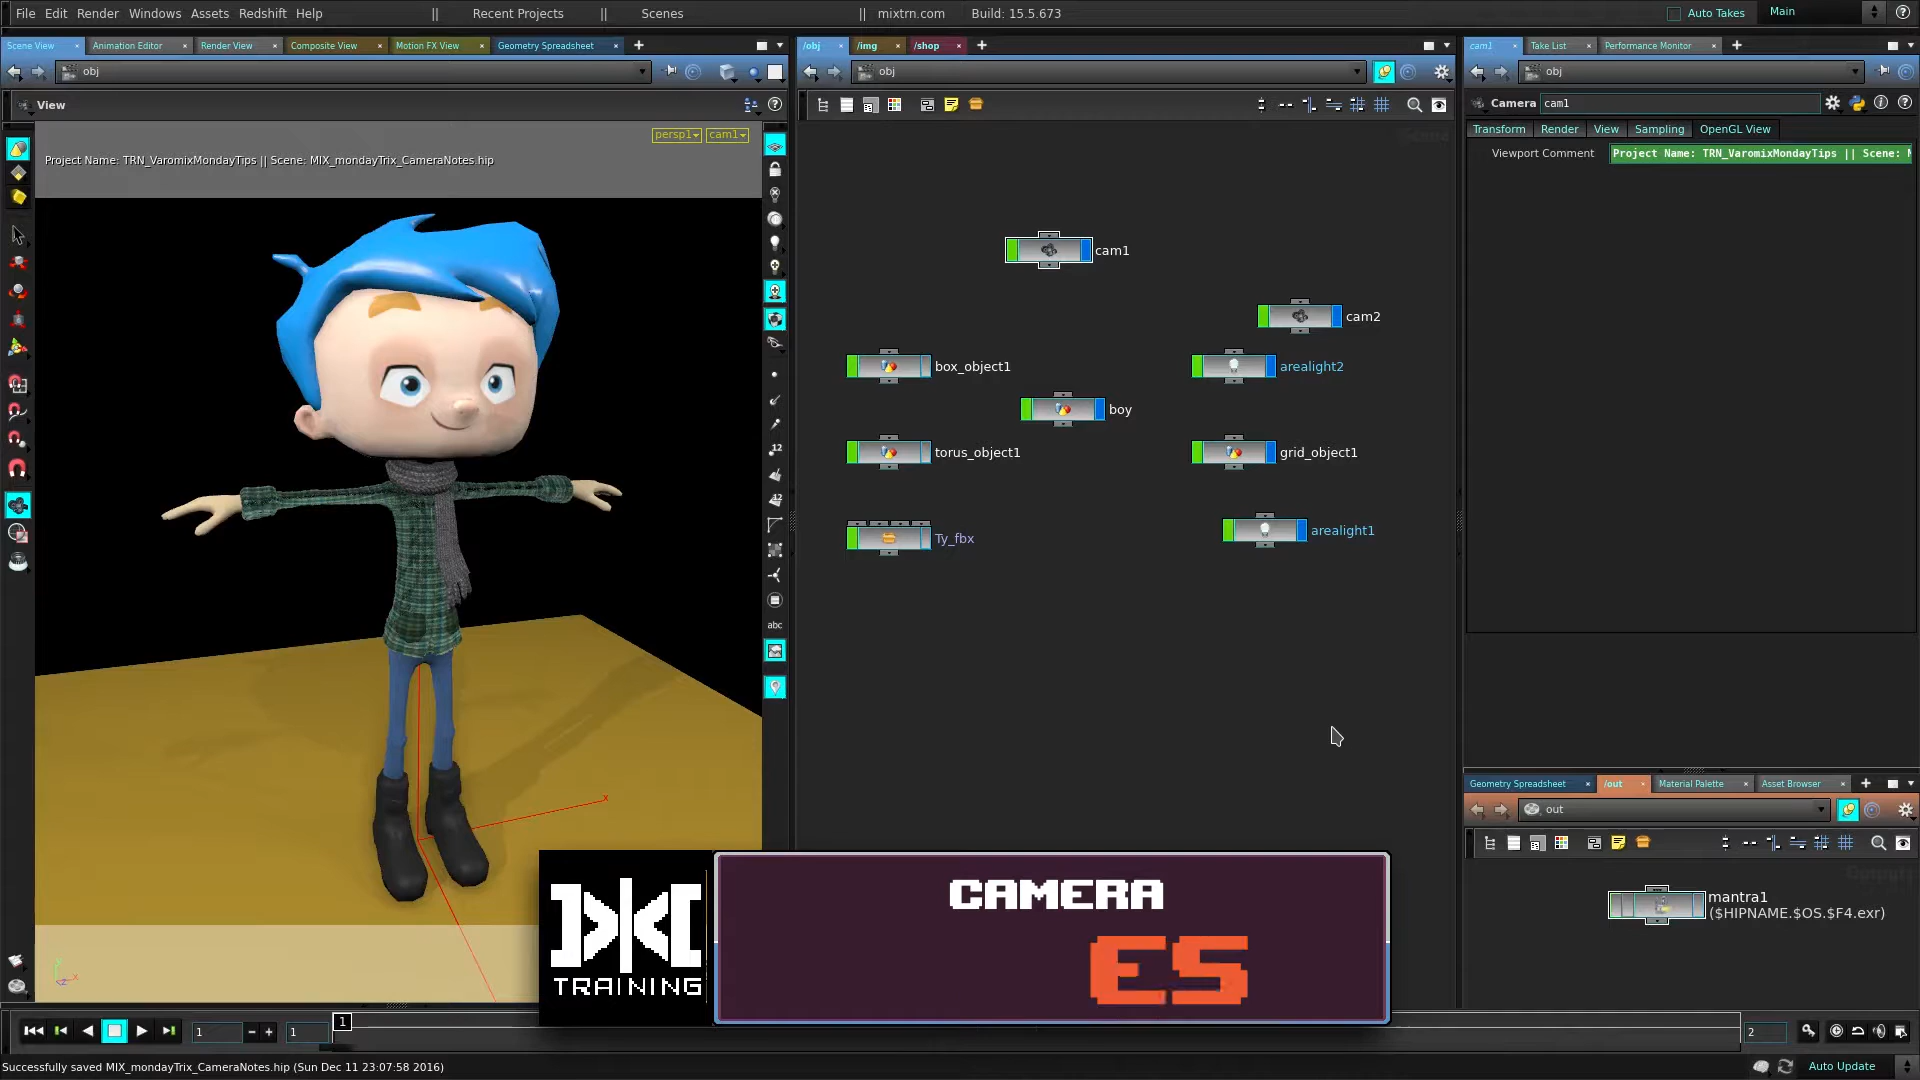 File Edit Render Windows Assets Redshift Help || Recent Projects || Scenes || mixtrn.com Build: 15.5.673 Auto Takes Main
Scene View Animation Editor Render View Composite View Motion FX View Geometry Spreadsheet
obj
View
persp1 cam1
Project Name: TRN_VaromixMondayTips || Scene: MIX_mondayTrix_CameraNotes.hip
12
12
abc
x
y
z x
/obj /img /shop
obj
cam1
cam2
box_object1
arealight2
boy
torus_object1
grid_object1
Ty_fbx
arealight1
cam1 Take List Performance Monitor
obj
Camera cam1
Transform Render View Sampling OpenGL View
Viewport Comment Project Name: TRN_VaromixMondayTips || Scene:
Geometry Spreadsheet /out Material Palette Asset Browser
out
mantra1
($HIPNAME.$OS.$F4.exr)
TRAINING
CAMERA
ES
1 1 1 2
Successfully saved MIX_mondayTrix_CameraNotes.hip (Sun Dec 11 23:07:58 2016)
Auto Update